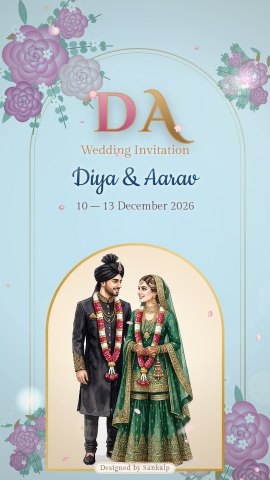 DA
Wedding Invitation
Diya & Aarav
10 — 13 December 2026
Designed by Sankalp